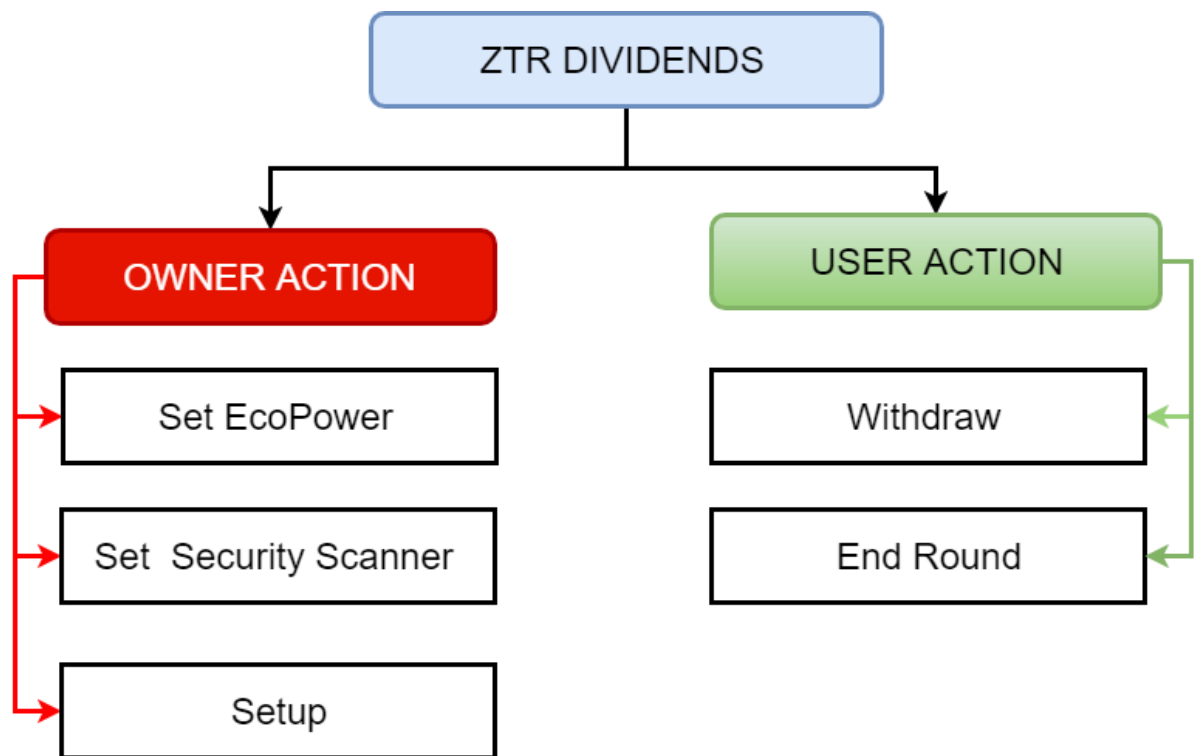 ZTR DIVIDENDS
OWNER ACTION
Set EcoPower
Set  Security Scanner
Setup
USER ACTION
Withdraw
End Round